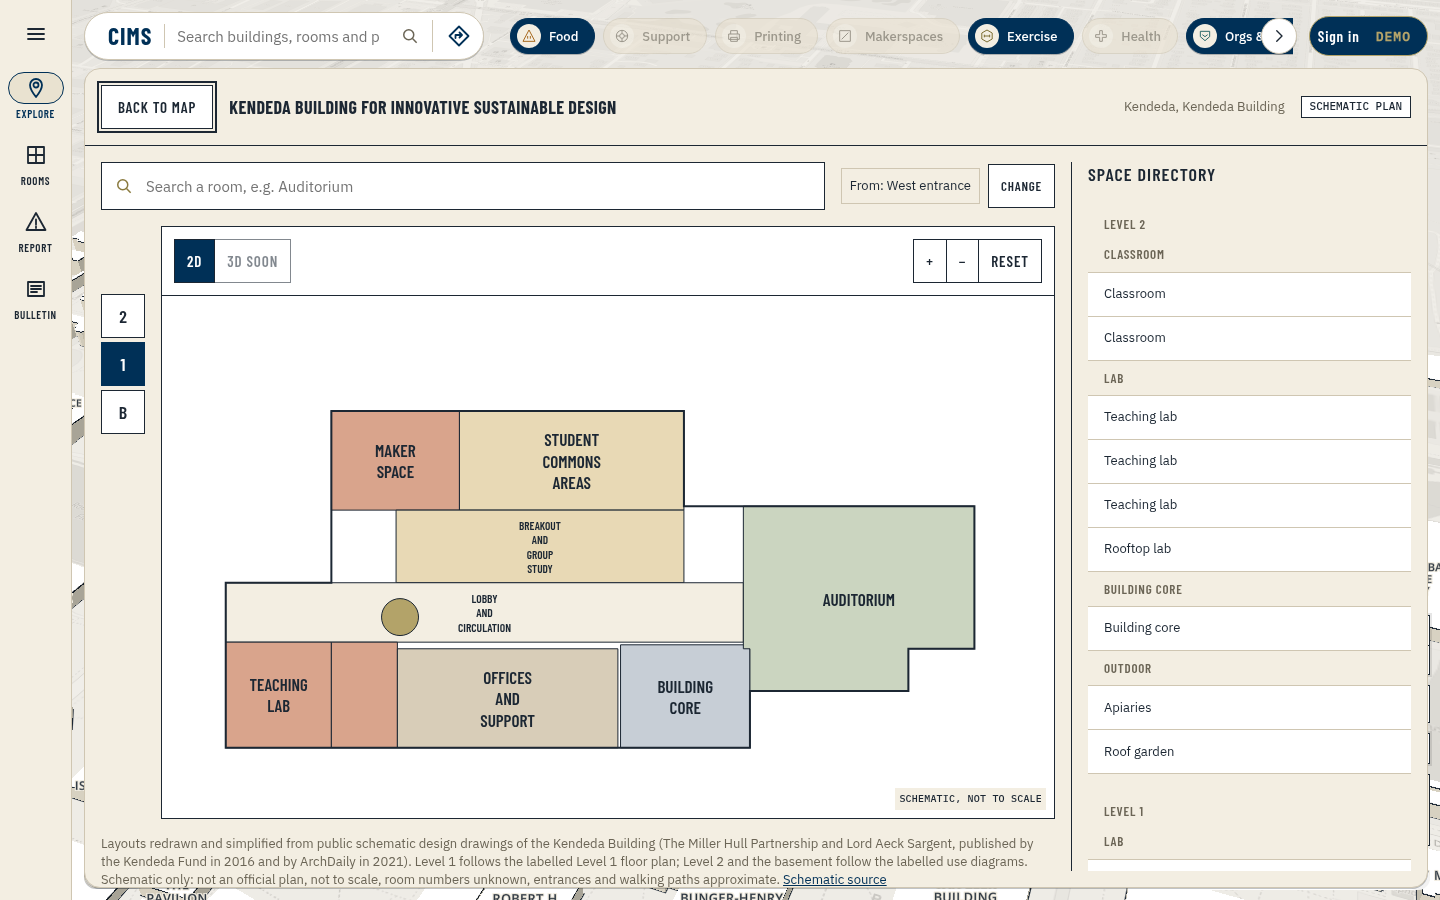 CIMS
Search buildings, rooms and p
Food
Support
Printing
Makerspaces
Exercise
Health
Orgs &
Sign in DEMO
EXPLORE
ROOMS
REPORT
BULLETIN
BACK TO MAP
KENDEDA BUILDING FOR INNOVATIVE SUSTAINABLE DESIGN
Kendeda, Kendeda Building
SCHEMATIC PLAN
Search a room, e.g. Auditorium
From: West entrance
CHANGE
2D
3D SOON
+
−
RESET
2
1
B
MAKER
SPACE
STUDENT
COMMONS
AREAS
BREAKOUT
AND
GROUP
STUDY
LOBBY
AND
CIRCULATION
AUDITORIUM
TEACHING
LAB
OFFICES
AND
SUPPORT
BUILDING
CORE
SCHEMATIC, NOT TO SCALE
Layouts redrawn and simplified from public schematic design drawings of the Kendeda Building (The Miller Hull Partnership and Lord Aeck Sargent, published by
the Kendeda Fund in 2016 and by ArchDaily in 2021). Level 1 follows the labelled Level 1 floor plan; Level 2 and the basement follow the labelled use diagrams.
Schematic only: not an official plan, not to scale, room numbers unknown, entrances and walking paths approximate. Schematic source
SPACE DIRECTORY
LEVEL 2
CLASSROOM
Classroom
Classroom
LAB
Teaching lab
Teaching lab
Teaching lab
Rooftop lab
BUILDING CORE
Building core
OUTDOOR
Apiaries
Roof garden
LEVEL 1
LAB
PAVILION
ROBERT H
BUNGER-HENRY
BUILDING